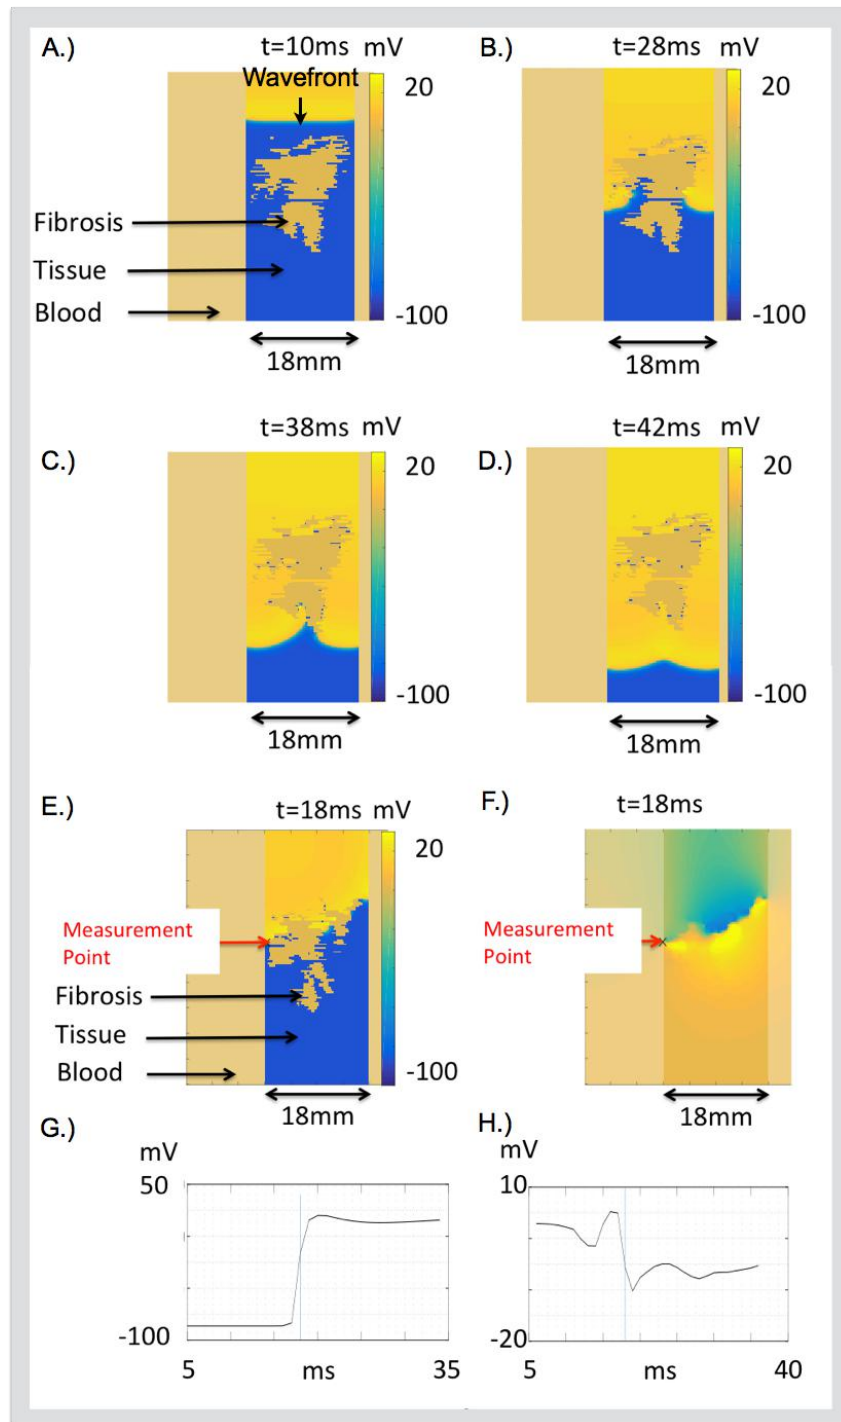 A.)
t=10ms mV
Wavefront
20
Fibrosis
Tissue
Blood
-100
18mm
B.)
t=28ms mV
20
-100
18mm
C.)
t=38ms mV
20
-100
18mm
D.)
t=42ms mV
20
-100
18mm
E.)
t=18ms mV
20
Measurement
Point
Fibrosis
Tissue
Blood
-100
18mm
F.)
t=18ms
Measurement
Point
18mm
G.)
mV
50
-100
5 ms 35
H.)
mV
10
-20
5 ms 40